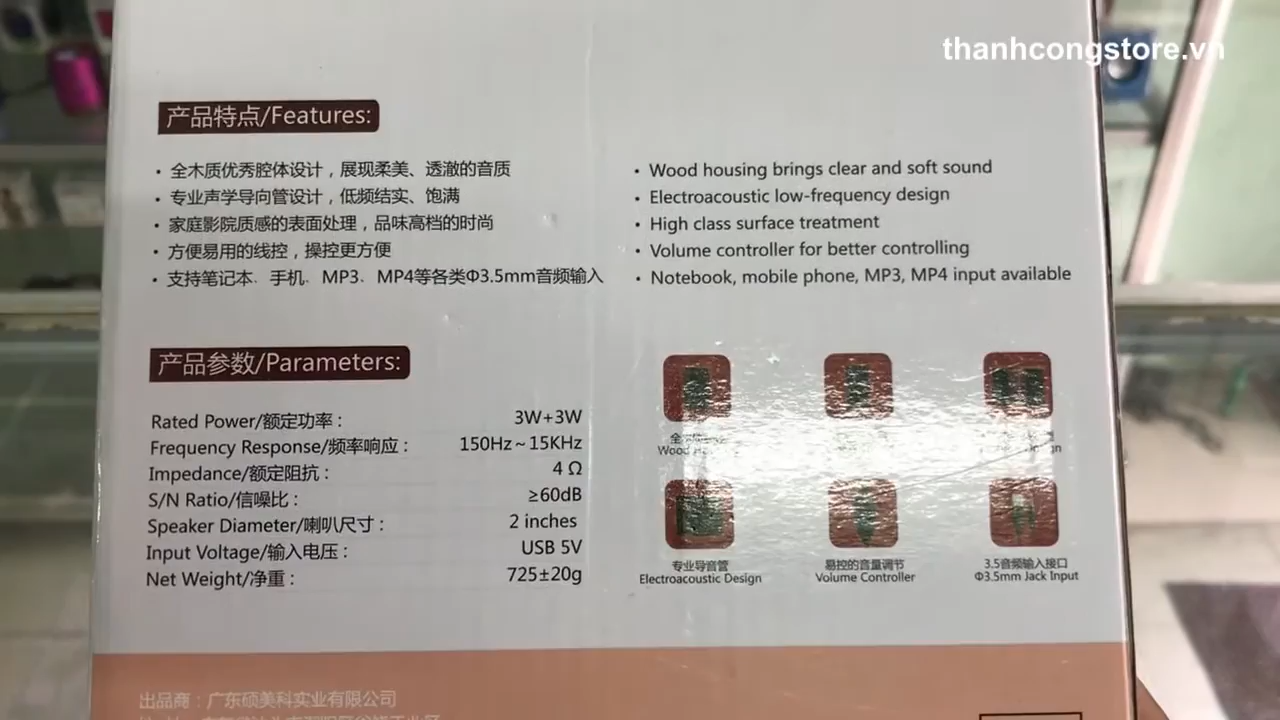 thanhcongstore.vn
产品特点/Features:
· 全木质优秀腔体设计，展现柔美、透澈的音质
· 专业声学导向管设计，低频结实、饱满
· 家庭影院质感的表面处理，品味高档的时尚
· 方便易用的线控，操控更方便
· 支持笔记本、手机、MP3、MP4等各类Φ3.5mm音频输入
· Wood housing brings clear and soft sound
· Electroacoustic low-frequency design
· High class surface treatment
· Volume controller for better controlling
· Notebook, mobile phone, MP3, MP4 input available
产品参数/Parameters:
Rated Power/额定功率： 3W+3W
Frequency Response/频率响应： 150Hz~15KHz
Impedance/额定阻抗： 4 Ω
S/N Ratio/信噪比： ≥60dB
Speaker Diameter/喇叭尺寸： 2 inches
Input Voltage/输入电压： USB 5V
Net Weight/净重： 725±20g
Wood
专业导音管
Electroacoustic Design
易控的音量调节
Volume Controller
3.5音频输入接口
Φ3.5mm Jack Input
出品商：广东硕美科实业有限公司